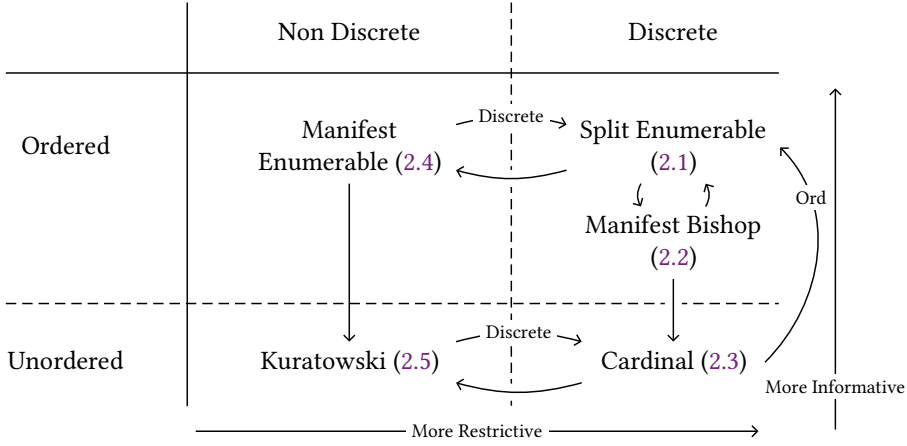 Non Discrete
Discrete
Ordered
Manifest
Enumerable (2.4)
Discrete
Split Enumerable
(2.1)
Manifest Bishop
(2.2)
Ord
Unordered
Kuratowski (2.5)
Discrete
Cardinal (2.3)
More Informative
More Restrictive